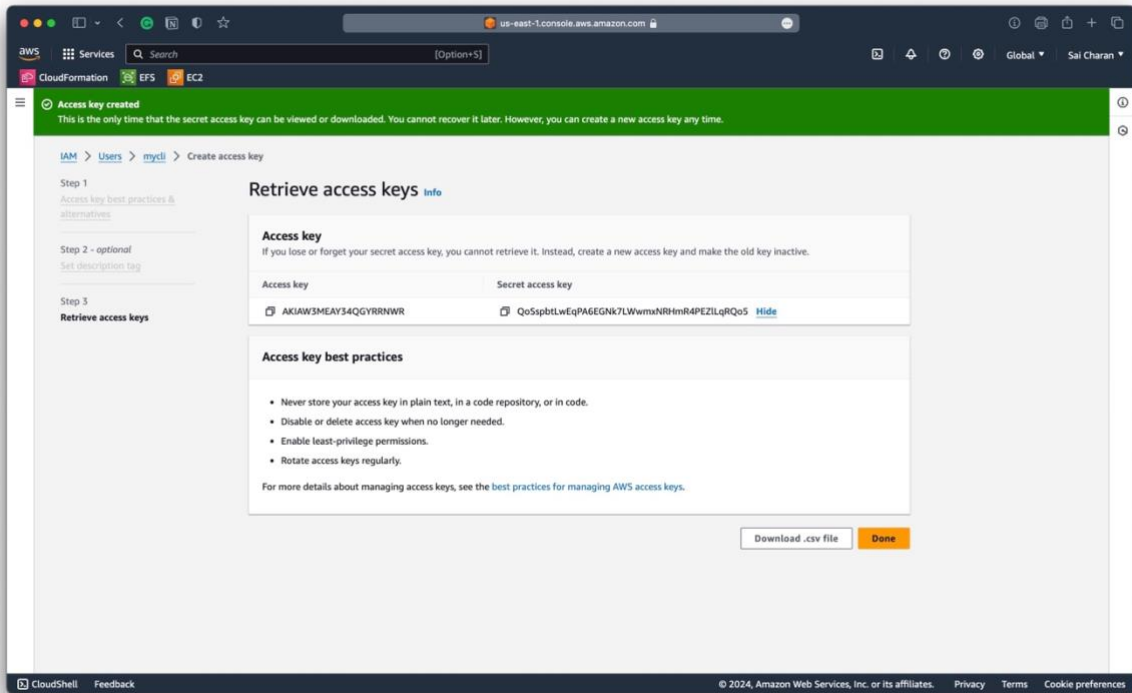 us-east-1.console.aws.amazon.com
aws Services Search [Option+S] Global Sai Charan
CloudFormation EFS EC2
Access key created
This is the only time that the secret access key can be viewed or downloaded. You cannot recover it later. However, you can create a new access key any time.
IAM > Users > mycli > Create access key
Step 1
Access key best practices &
alternatives
Step 2 - optional
Set description tag
Step 3
Retrieve access keys
Retrieve access keys Info
Access key
If you lose or forget your secret access key, you cannot retrieve it. Instead, create a new access key and make the old key inactive.
Access key Secret access key
AKIAW3MEAY34QGYRRNWR Hide
Access key best practices
• Never store your access key in plain text, in a code repository, or in code.
• Disable or delete access key when no longer needed.
• Enable least-privilege permissions.
• Rotate access keys regularly.
For more details about managing access keys, see the best practices for managing AWS access keys.
Download .csv file Done
CloudShell Feedback © 2024, Amazon Web Services, Inc. or its affiliates. Privacy Terms Cookie preferences